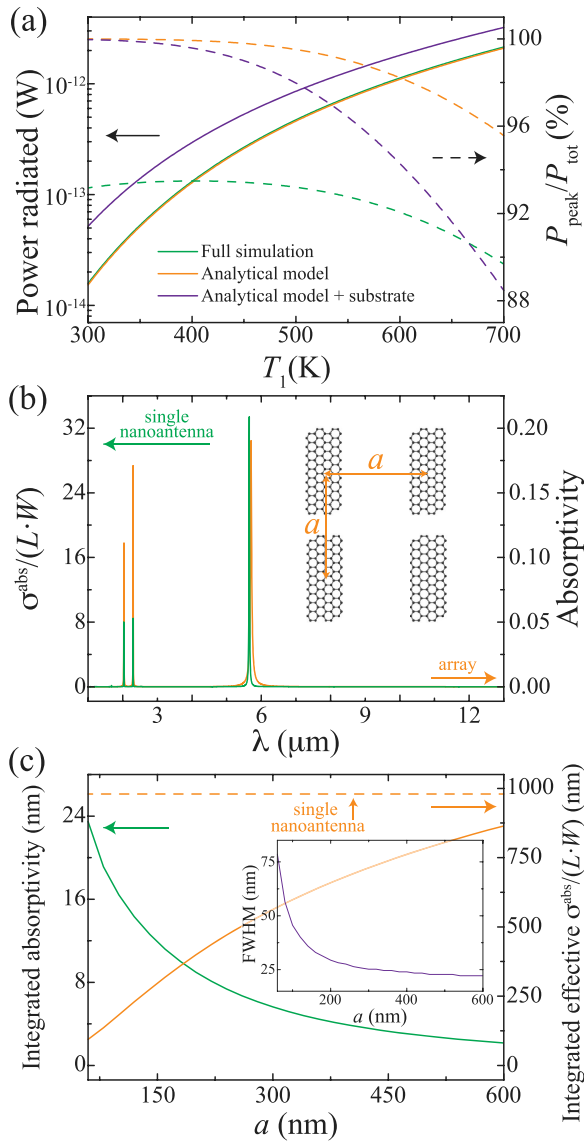 (a)
Power radiated (W)
10⁻¹²
10⁻¹³
10⁻¹⁴
100
96
92
88
P_peak/P_tot (%)
Full simulation
Analytical model
Analytical model + substrate
300 400 500 600 700
T₁(K)
(b)
single
nanoantenna
σᵃᵇˢ/(L·W)
32
24
16
8
0
a
a
0.20
0.15
0.10
0.05
0.00
Absorptivity
array
3 6 9 12
λ (μm)
(c)
Integrated absorptivity (nm)
26
24
16
8
0
single
nanoantenna
1000
750
500
250
0
Integrated effective σᵃᵇˢ/(L·W) (nm)
FWHM (nm)
75
50
25
200 400 600
a (nm)
150 300 450 600
a (nm)